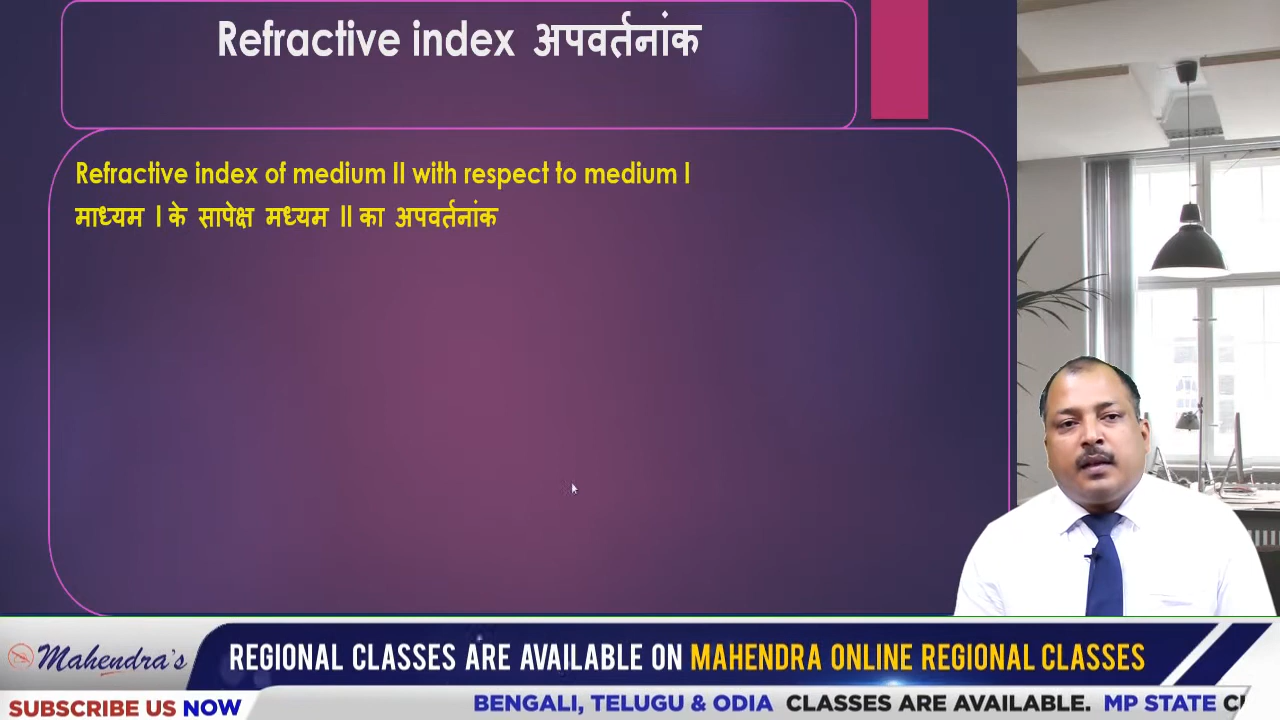 Refractive index अपवर्तनांक
Refractive index of medium II with respect to medium I
माध्यम I के सापेक्ष मध्यम II का अपवर्तनांक
Mahendra's
REGIONAL CLASSES ARE AVAILABLE ON MAHENDRA ONLINE REGIONAL CLASSES
SUBSCRIBE US NOW
BENGALI, TELUGU & ODIA CLASSES ARE AVAILABLE. MP STATE